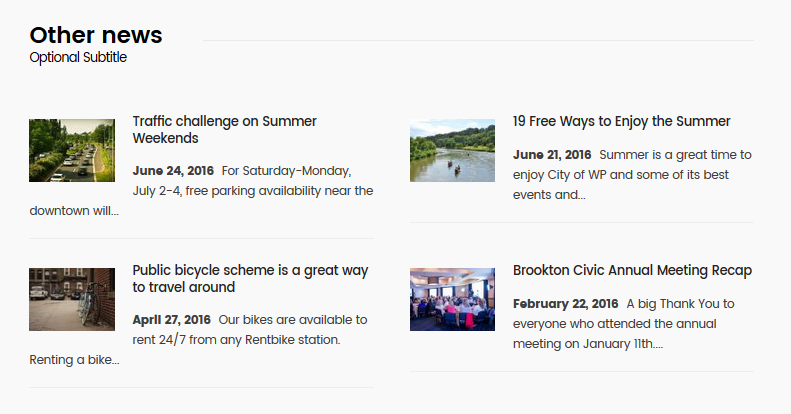 Other news
Optional Subtitle
Traffic challenge on Summer
Weekends
June 24, 2016 For Saturday-Monday,
July 2-4, free parking availability near the
downtown will...
19 Free Ways to Enjoy the Summer
June 21, 2016 Summer is a great time to
enjoy City of WP and some of its best
events and...
Public bicycle scheme is a great way
to travel around
April 27, 2016 Our bikes are available to
rent 24/7 from any Rentbike station.
Renting a bike...
Brookton Civic Annual Meeting Recap
February 22, 2016 A big Thank You to
everyone who attended the annual
meeting on January 11th....